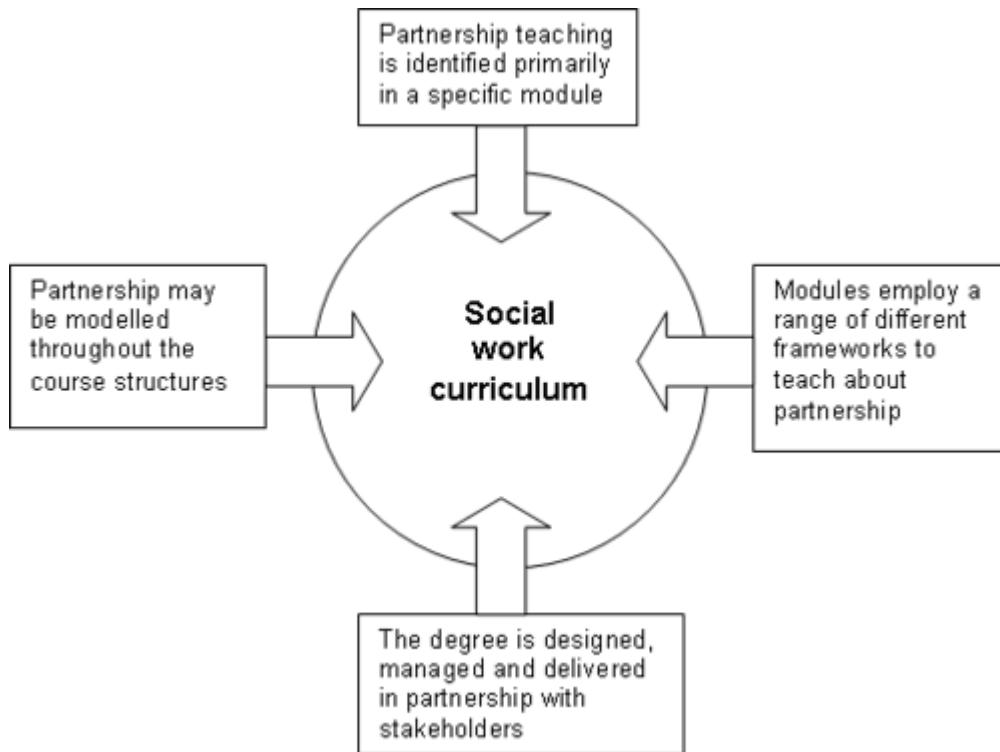 Partnership teaching
is identified primarily
in a specific module
Partnership may
be modelled
throughout the
course structures
Social
work
curriculum
Modules employ a
range of different
frameworks to
teach about
partnership
The degree is designed,
managed and delivered
in partnership with
stakeholders